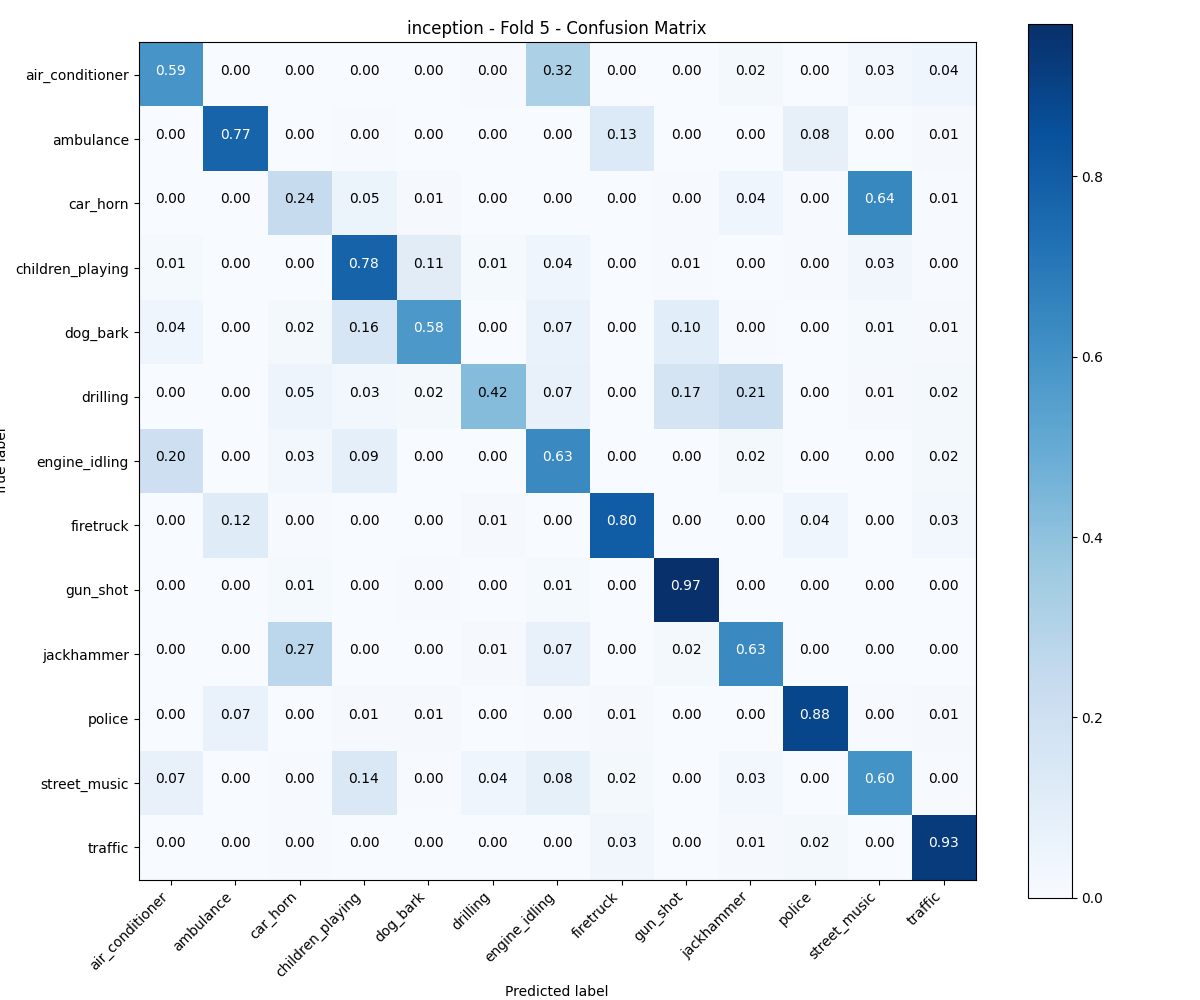 inception - Fold 5 - Confusion Matrix
air_conditioner 0.59 0.00 0.00 0.00 0.00 0.00 0.32 0.00 0.00 0.02 0.00 0.03 0.04
ambulance 0.00 0.77 0.00 0.00 0.00 0.00 0.00 0.13 0.00 0.00 0.08 0.00 0.01
car_horn 0.00 0.00 0.24 0.05 0.01 0.00 0.00 0.00 0.00 0.04 0.00 0.64 0.01
children_playing 0.01 0.00 0.00 0.78 0.11 0.01 0.04 0.00 0.01 0.00 0.00 0.03 0.00
dog_bark 0.04 0.00 0.02 0.16 0.58 0.00 0.07 0.00 0.10 0.00 0.00 0.01 0.01
drilling 0.00 0.00 0.05 0.03 0.02 0.42 0.07 0.00 0.17 0.21 0.00 0.01 0.02
engine_idling 0.20 0.00 0.03 0.09 0.00 0.00 0.63 0.00 0.00 0.02 0.00 0.00 0.02
firetruck 0.00 0.12 0.00 0.00 0.00 0.01 0.00 0.80 0.00 0.00 0.04 0.00 0.03
gun_shot 0.00 0.00 0.01 0.00 0.00 0.00 0.01 0.00 0.97 0.00 0.00 0.00 0.00
jackhammer 0.00 0.00 0.27 0.00 0.00 0.01 0.07 0.00 0.02 0.63 0.00 0.00 0.00
police 0.00 0.07 0.00 0.01 0.01 0.00 0.00 0.01 0.00 0.00 0.88 0.00 0.01
street_music 0.07 0.00 0.00 0.14 0.00 0.04 0.08 0.02 0.00 0.03 0.00 0.60 0.00
traffic 0.00 0.00 0.00 0.00 0.00 0.00 0.00 0.03 0.00 0.01 0.02 0.00 0.93
air_conditioner ambulance car_horn children_playing dog_bark drilling engine_idling firetruck gun_shot jackhammer police street_music traffic
Predicted label
label
0.8
0.6
0.4
0.2
0.0